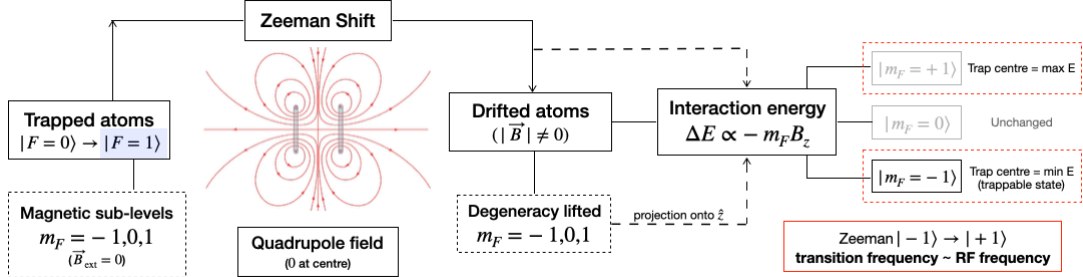 Zeeman Shift
Trapped atoms
|F = 0⟩ → |F = 1⟩
Magnetic sub-levels
m_F = − 1,0,1
(B⃗_ext = 0)
Quadrupole field
(0 at centre)
Drifted atoms
(|B⃗| ≠ 0)
Degeneracy lifted
m_F = − 1,0,1
projection onto ẑ
Interaction energy
ΔE ∝ − m_F B_z
|m_F = + 1⟩
Trap centre = max E
|m_F = 0⟩
Unchanged
|m_F = − 1⟩
Trap centre = min E
(trappable state)
Zeeman | − 1⟩ → | + 1⟩
transition frequency ~ RF frequency